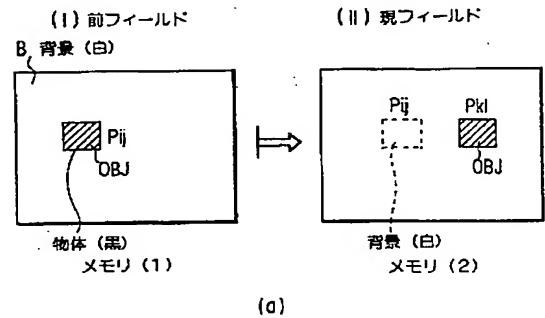 (I) 前フィールド
(II) 現フィールド
B 背景（白）
Pij
OBJ
物体（黒）
メモリ（1）
Pij
Pkl
OBJ
背景（白）
メモリ（2）
(a)